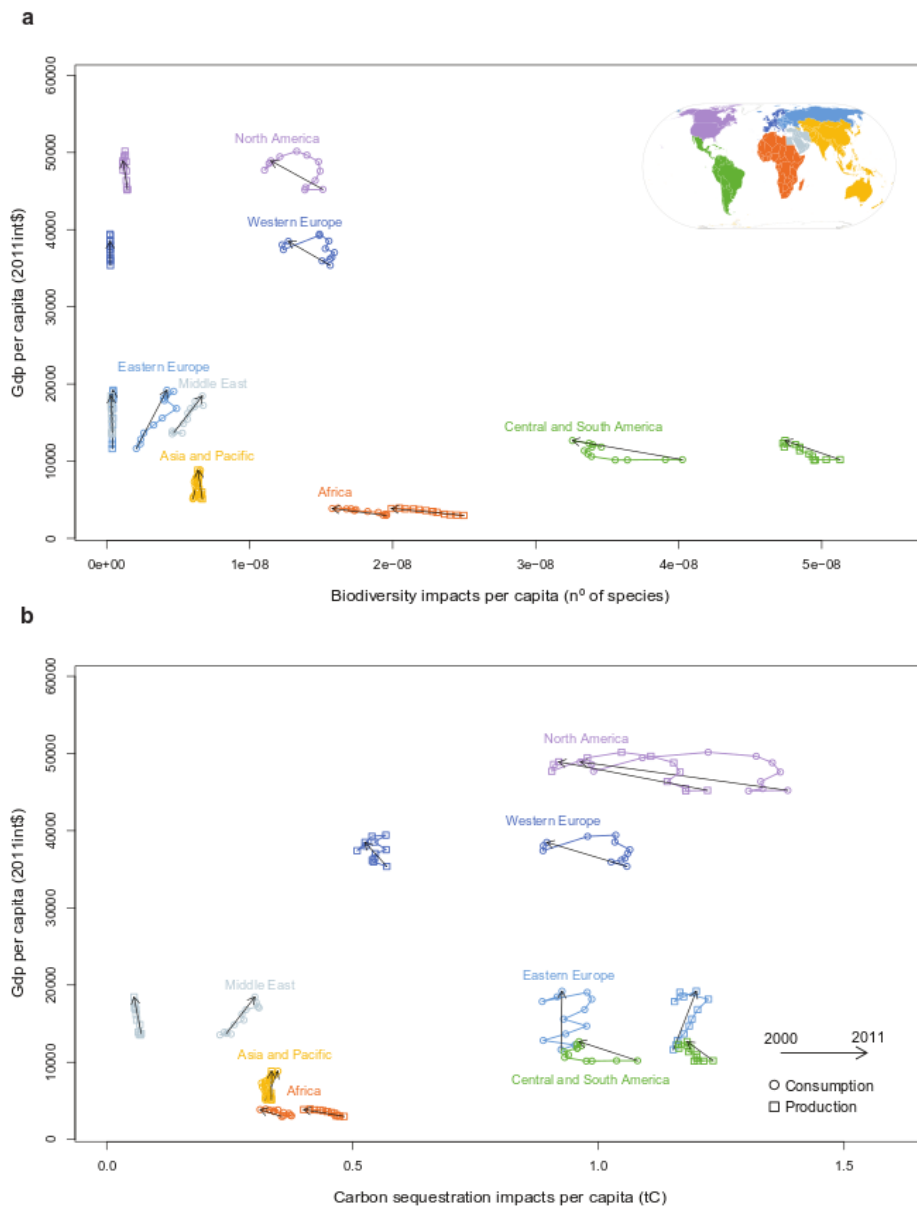 a
60000
50000
40000
30000
20000
10000
0
Gdp per capita (2011int$)
North America
Western Europe
Eastern Europe
Middle East
Asia and Pacific
Africa
Central and South America
0e+00 1e−08 2e−08 3e−08 4e−08 5e−08
Biodiversity impacts per capita (nº of species)
b
60000
50000
40000
30000
20000
10000
0
Gdp per capita (2011int$)
North America
Western Europe
Eastern Europe
Middle East
Asia and Pacific
Africa
Central and South America
2000 2011
Consumption
Production
0.0 0.5 1.0 1.5
Carbon sequestration impacts per capita (tC)